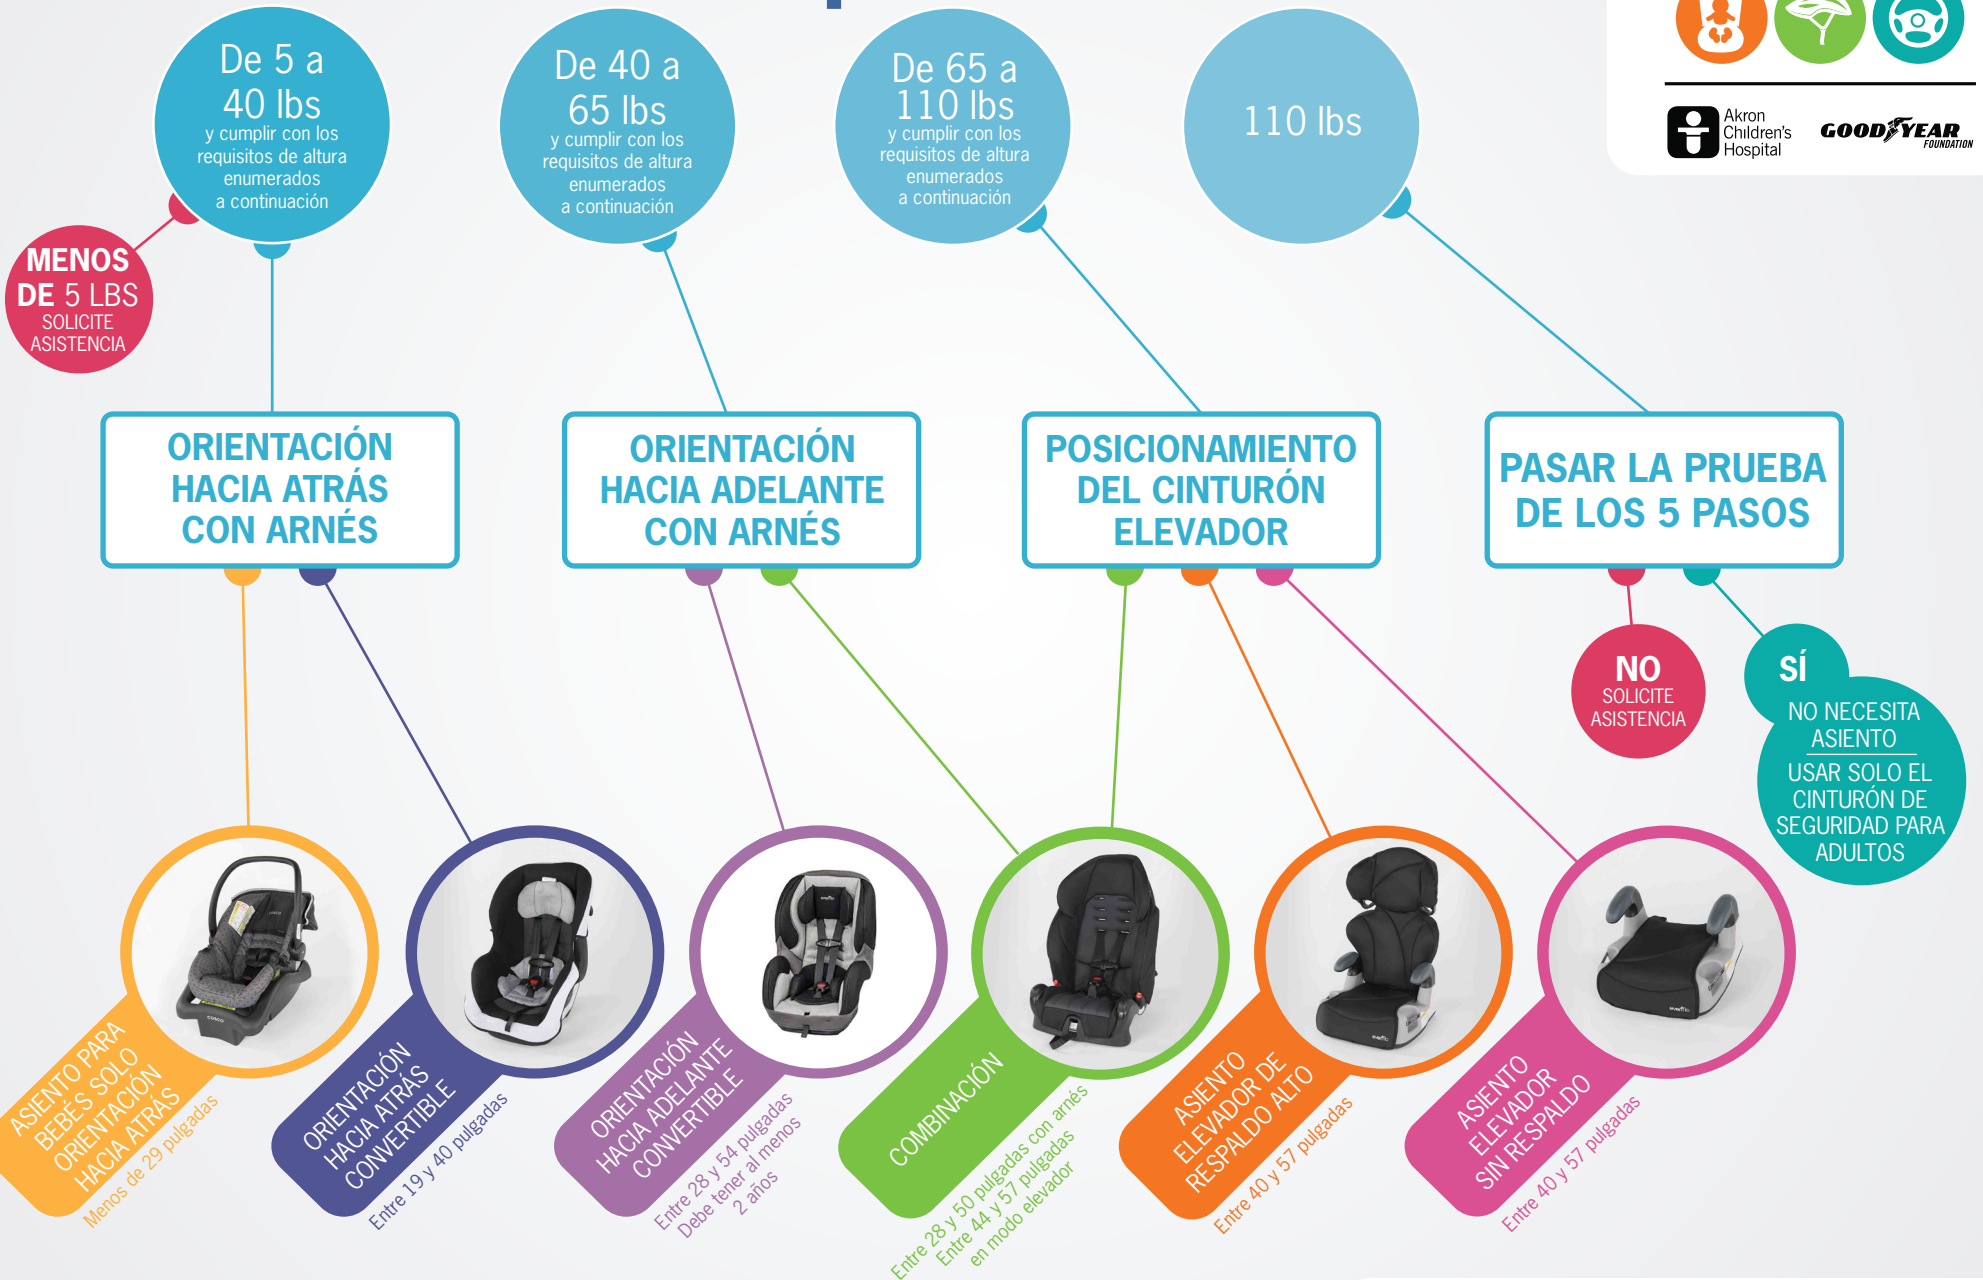 De 5 a
40 lbs
y cumplir con los
requisitos de altura
enumerados
a continuación
De 40 a
65 lbs
y cumplir con los
requisitos de altura
enumerados
a continuación
De 65 a
110 lbs
y cumplir con los
requisitos de altura
enumerados
a continuación
110 lbs
Akron
Children's
Hospital
GOODYEAR
FOUNDATION
MENOS
DE 5 LBS
SOLICITE
ASISTENCIA
ORIENTACIÓN
HACIA ATRÁS
CON ARNÉS
ORIENTACIÓN
HACIA ADELANTE
CON ARNÉS
POSICIONAMIENTO
DEL CINTURÓN
ELEVADOR
PASAR LA PRUEBA
DE LOS 5 PASOS
NO
SOLICITE
ASISTENCIA
SÍ
NO NECESITA
ASIENTO
USAR SOLO EL
CINTURÓN DE
SEGURIDAD PARA
ADULTOS
cosco
evenflo
evenflo
evenflo
ASIENTO PARA
BEBÉS SOLO
ORIENTACIÓN
HACIA ATRÁS
Menos de 29 pulgadas
ORIENTACIÓN
HACIA ATRÁS
CONVERTIBLE
Entre 19 y 40 pulgadas
ORIENTACIÓN
HACIA ADELANTE
CONVERTIBLE
Entre 28 y 54 pulgadas
Debe tener al menos
2 años
COMBINACIÓN
Entre 28 y 50 pulgadas con arnés
Entre 44 y 57 pulgadas
en modo elevador
ASIENTO
ELEVADOR DE
RESPALDO ALTO
Entre 40 y 57 pulgadas
ASIENTO
ELEVADOR
SIN RESPALDO
Entre 40 y 57 pulgadas